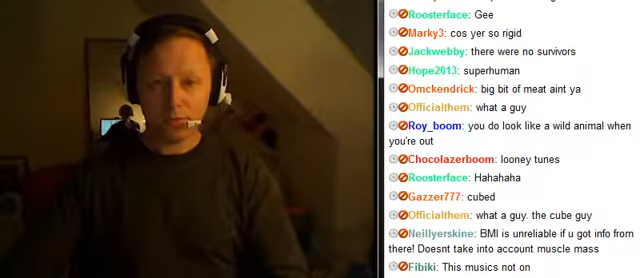 Roosterface: Gee
Marky3: cos yer so rigid
Jackwebby: there were no survivors
Hope2013: superhuman
Omckendrick: big bit of meat aint ya
Officialthem: what a guy
Roy_boom: you do look like a wild animal when
you're out
Chocolazerboom: looney tunes
Roosterface: Hahahaha
Gazzer777: cubed
Officialthem: what a guy. the cube guy
Neillyerskine: BMI is unreliable if u got info from
there! Doesnt take into account muscle mass
Fibiki: This musics not on